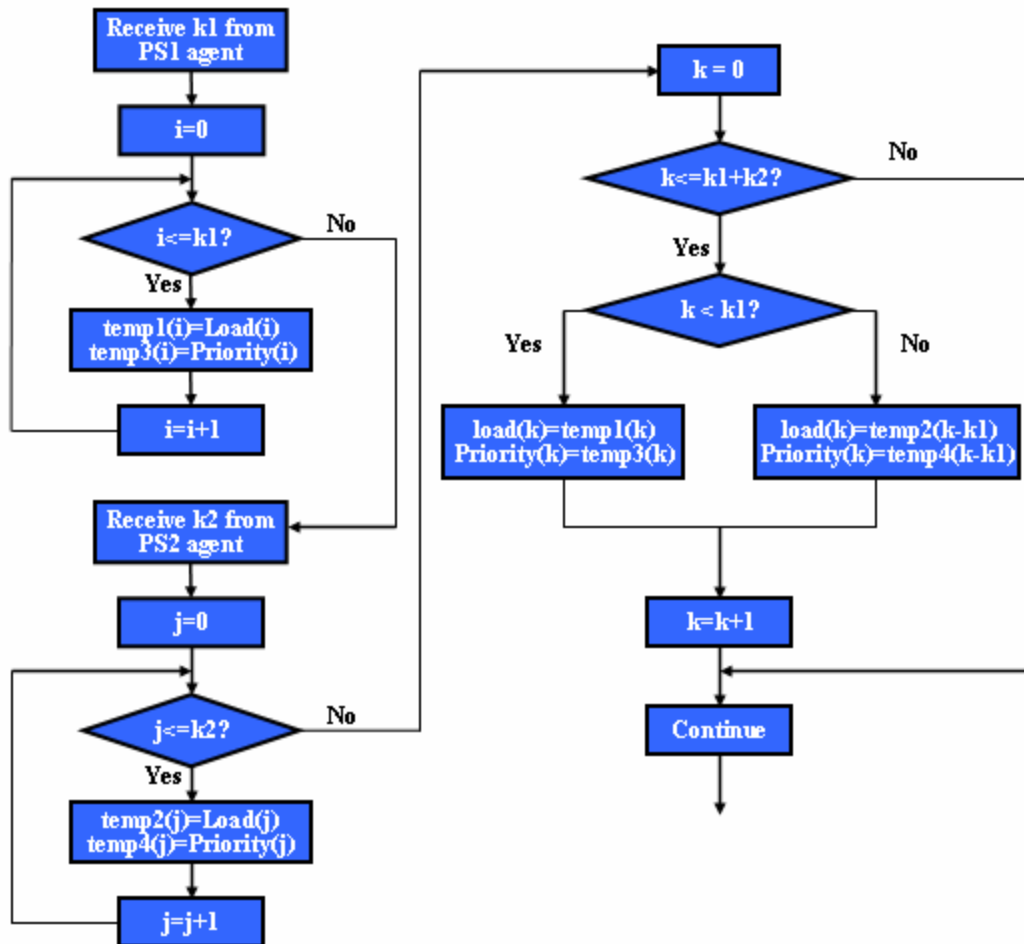 Receive k1 from
PS1 agent
i=0
i<=k1?
No
Yes
temp1(i)=Load(i)
temp3(i)=Priority(i)
i=i+1
Receive k2 from
PS2 agent
j=0
j<=k2?
No
Yes
temp2(j)=Load(j)
temp4(j)=Priority(j)
j=j+1
k = 0
k<=k1+k2?
No
Yes
k < k1?
Yes
No
load(k)=temp1(k)
Priority(k)=temp3(k)
load(k)=temp2(k-k1)
Priority(k)=temp4(k-k1)
k=k+1
Continue